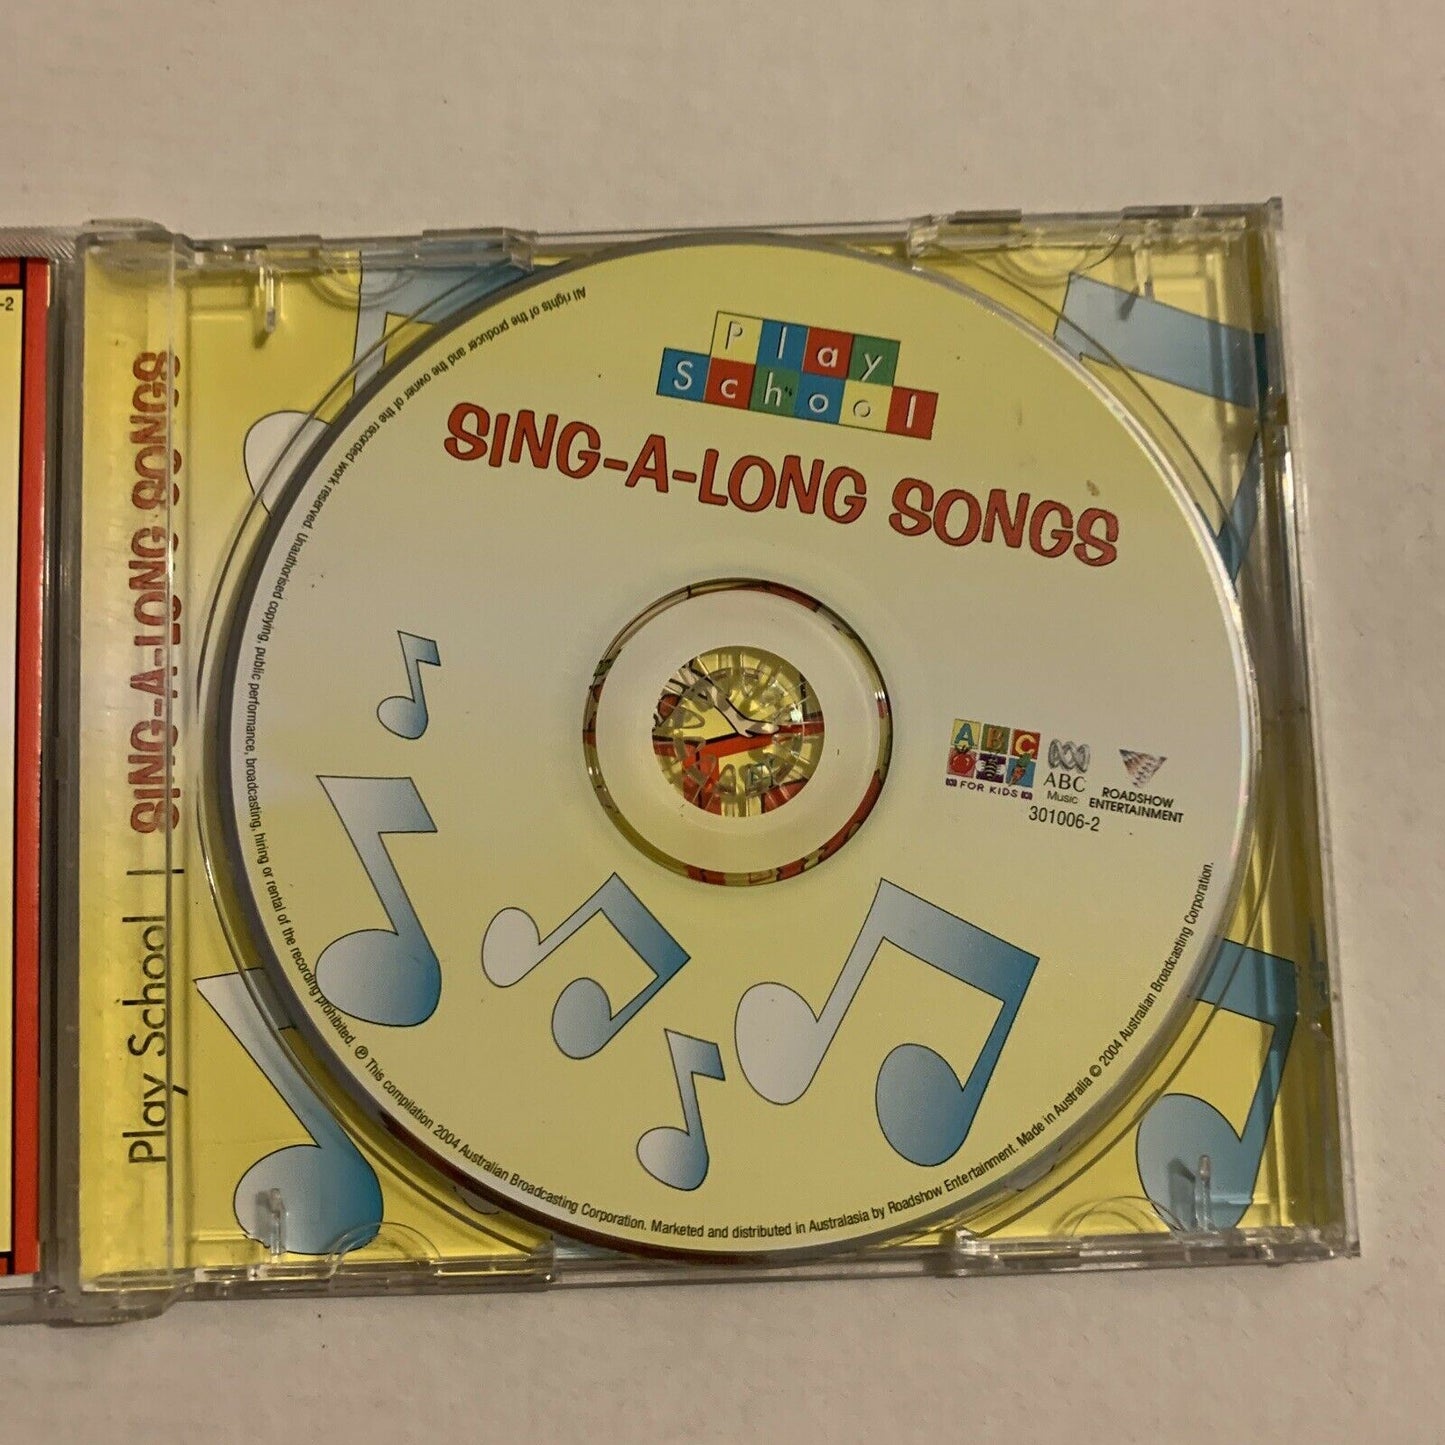 -2
Play School | SING-A-LONG SONGS
Play
School
SING-A-LONG SONGS
ABC
FOR KIDS
ABC
Music
ROADSHOW
ENTERTAINMENT
301006-2
All rights of the producer and the owner of the recorded work reserved. Unauthorised copying, public performance, broadcasting, hiring or rental of the recording prohibited. ℗ This compilation 2004 Australian Broadcasting Corporation. Marketed and distributed in Australasia by Roadshow Entertainment. Made in Australia © 2004 Australian Broadcasting Corporation.